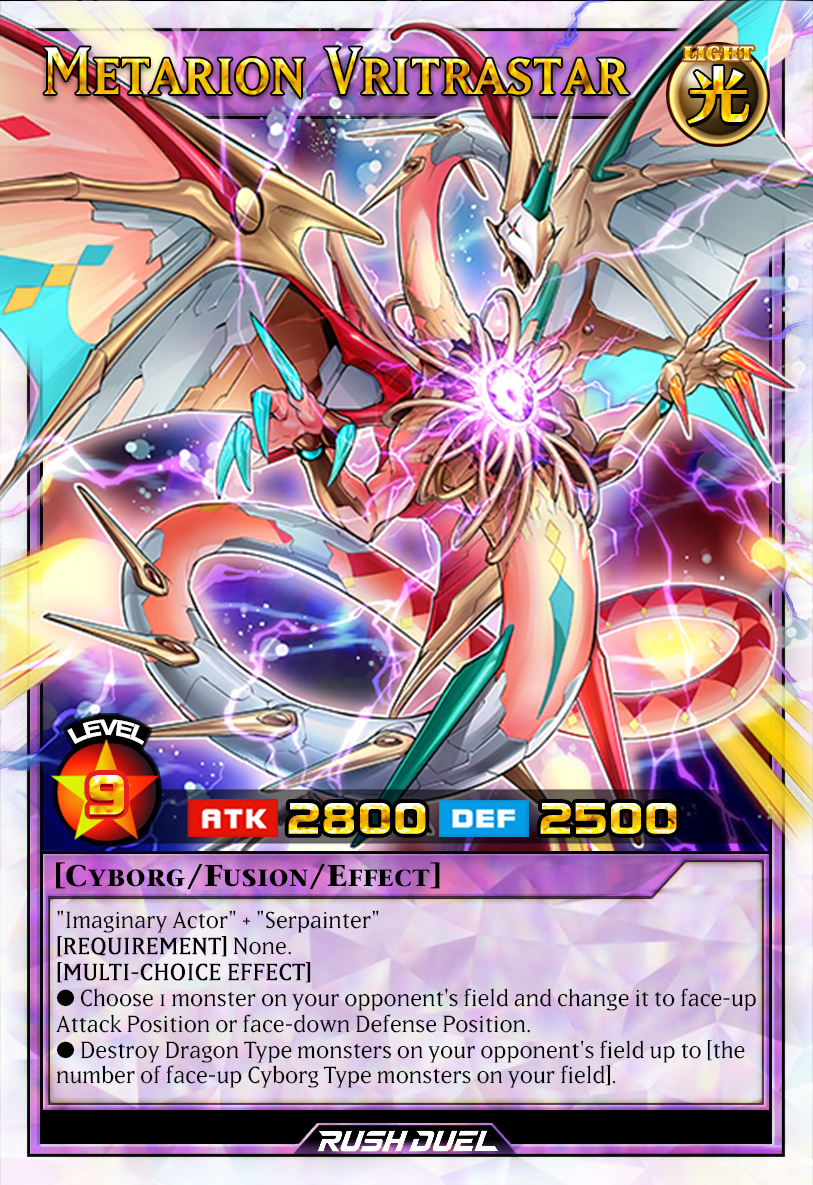 Metarion Vritrastar
LIGHT
光
LEVEL
9
ATK 2800 DEF 2500
[Cyborg/Fusion/Effect]
"Imaginary Actor" + "Serpainter"
[REQUIREMENT] None.
[MULTI-CHOICE EFFECT]
● Choose 1 monster on your opponent's field and change it to face-up
Attack Position or face-down Defense Position.
● Destroy Dragon Type monsters on your opponent's field up to [the
number of face-up Cyborg Type monsters on your field].
RUSH DUEL